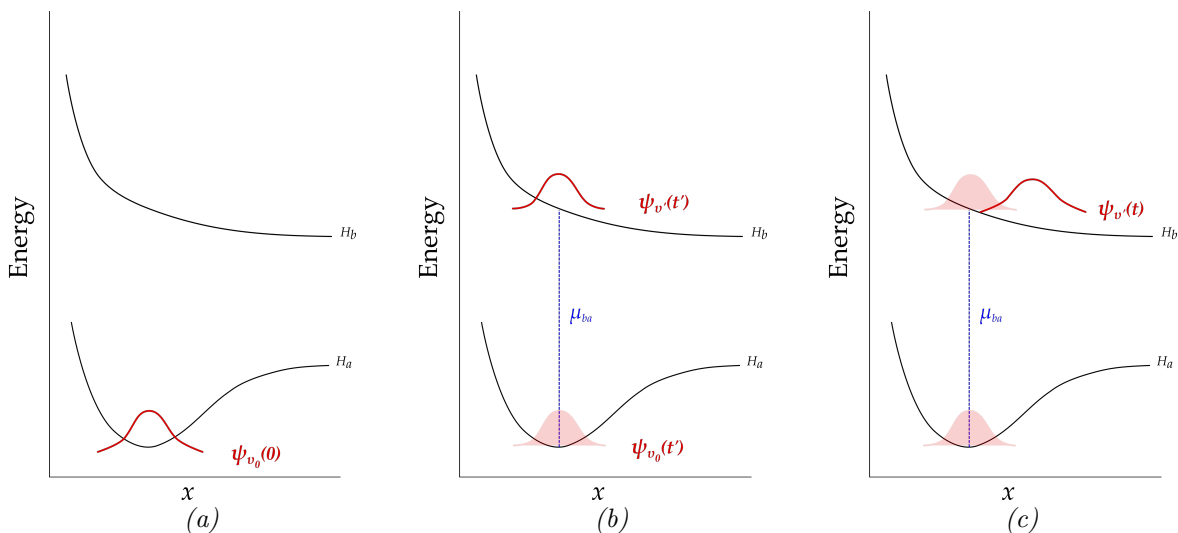 Energy
H_b
H_a
ψ_{v_0}(0)
x
(a)
Energy
ψ_{v'}(t')
H_b
μ_{ba}
H_a
ψ_{v_0}(t')
x
(b)
Energy
ψ_{v'}(t)
H_b
μ_{ba}
H_a
x
(c)